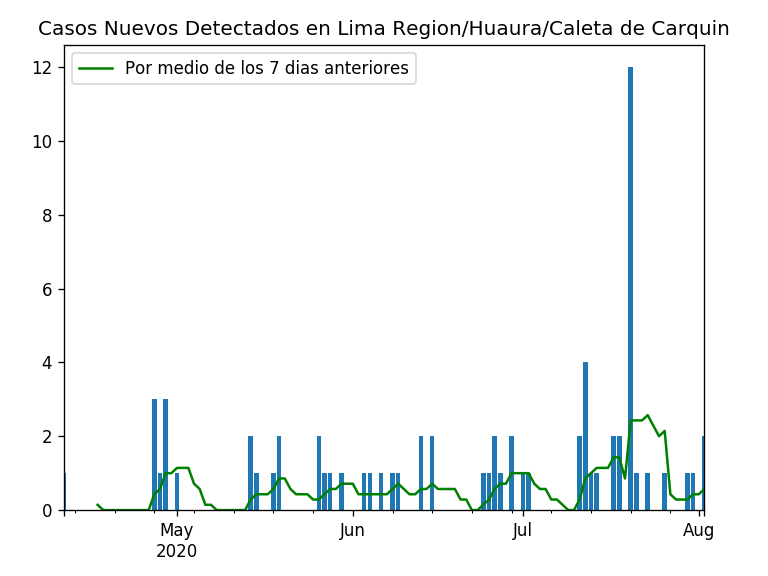 Casos Nuevos Detectados en Lima Region/Huaura/Caleta de Carquin
Por medio de los 7 dias anteriores
12
10
8
6
4
2
0
May Jun Jul Aug
2020